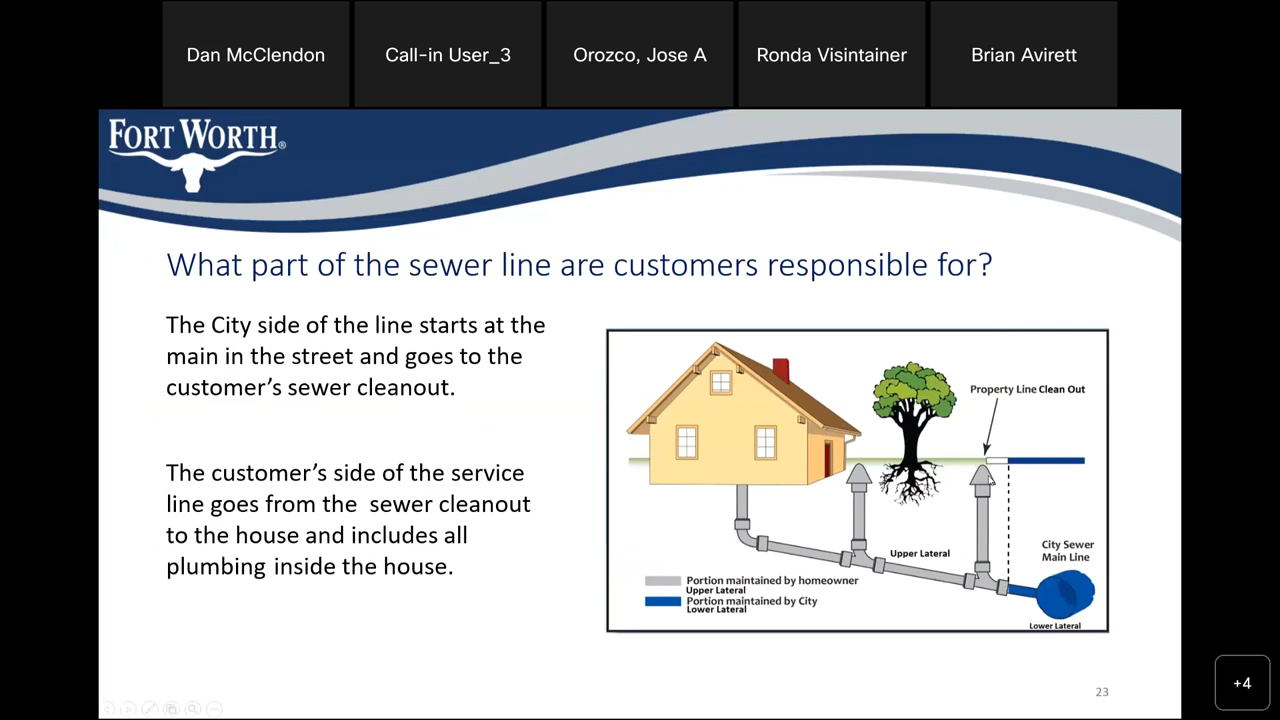 Dan McClendon
Call-in User_3
Orozco, Jose A
Ronda Visintainer
Brian Avirett
FORT WORTH®
What part of the sewer line are customers responsible for?
The City side of the line starts at the
main in the street and goes to the
customer's sewer cleanout.
The customer's side of the service
line goes from the  sewer cleanout
to the house and includes all
plumbing inside the house.
Property Line Clean Out
City Sewer
Main Line
Upper Lateral
Portion maintained by homeowner
Upper Lateral
Portion maintained by City
Lower Lateral
Lower Lateral
23
+4